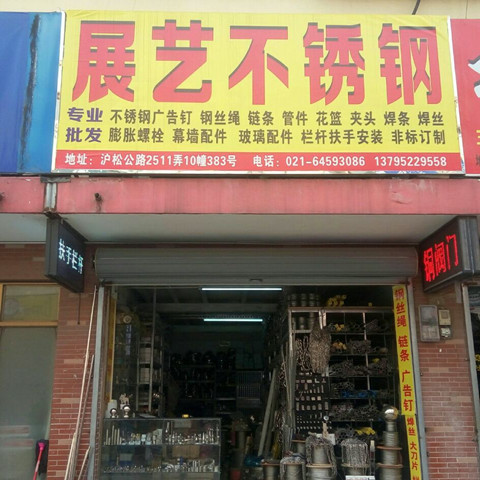 展艺不锈钢
专业 不锈钢广告钉 钢丝绳 链条 管件 花篮 夹头 焊条 焊丝
批发 膨胀螺栓 幕墙配件 玻璃配件 栏杆扶手安装 非标订制
地址：沪松公路2511弄10幢383号 电话：021-64593086 13795229558
扶手栏杆
铜阀门
钢丝绳 链条 广告钉 焊丝 大刀片